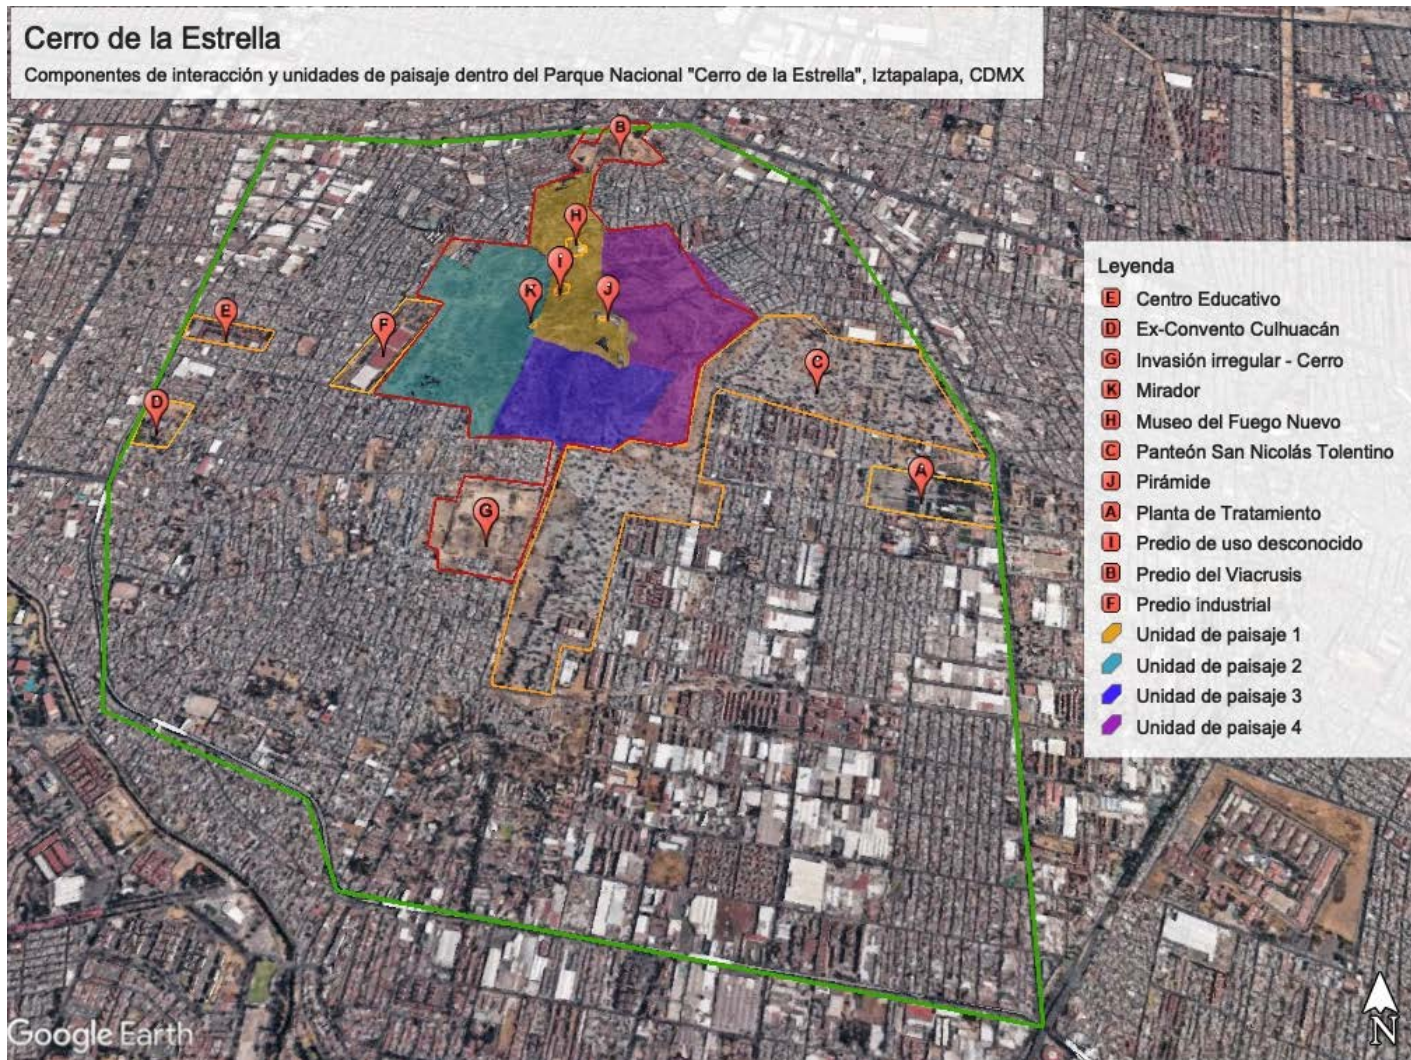 Cerro de la Estrella
Componentes de interacción y unidades de paisaje dentro del Parque Nacional "Cerro de la Estrella", Iztapalapa, CDMX
B
H
I
K
J
E
F
C
D
A
G
Leyenda
E Centro Educativo
D Ex-Convento Culhuacán
G Invasión irregular - Cerro
K Mirador
H Museo del Fuego Nuevo
C Panteón San Nicolás Tolentino
J Pirámide
A Planta de Tratamiento
I Predio de uso desconocido
B Predio del Viacrusis
F Predio industrial
Unidad de paisaje 1
Unidad de paisaje 2
Unidad de paisaje 3
Unidad de paisaje 4
Google Earth
N